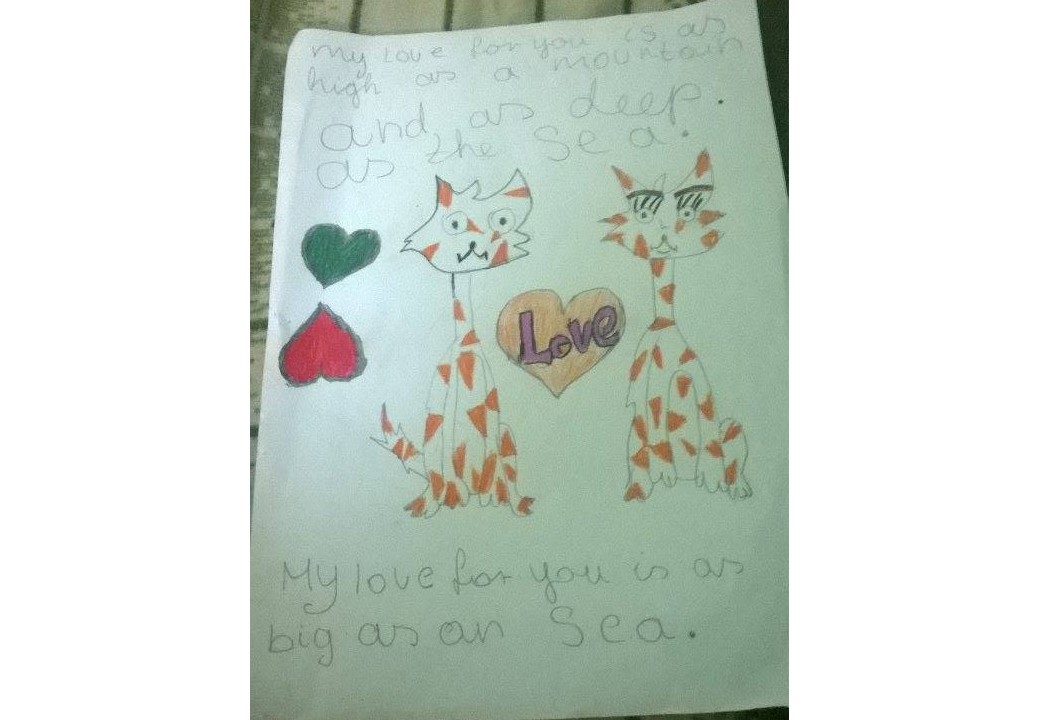 My love for you is as
high as a mountain
and as deep.
as the sea.
Love
My love for you is as
big as an Sea.